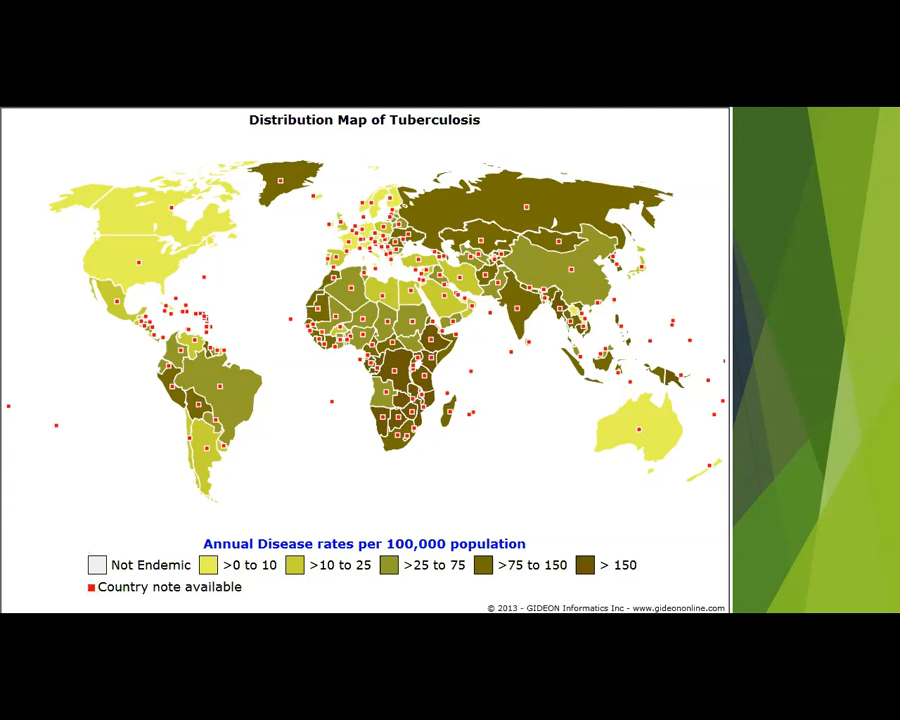 Distribution Map of Tuberculosis
Annual Disease rates per 100,000 population
Not Endemic >0 to 10 >10 to 25 >25 to 75 >75 to 150 > 150
Country note available
© 2013 - GIDEON Informatics Inc - www.gideononline.com